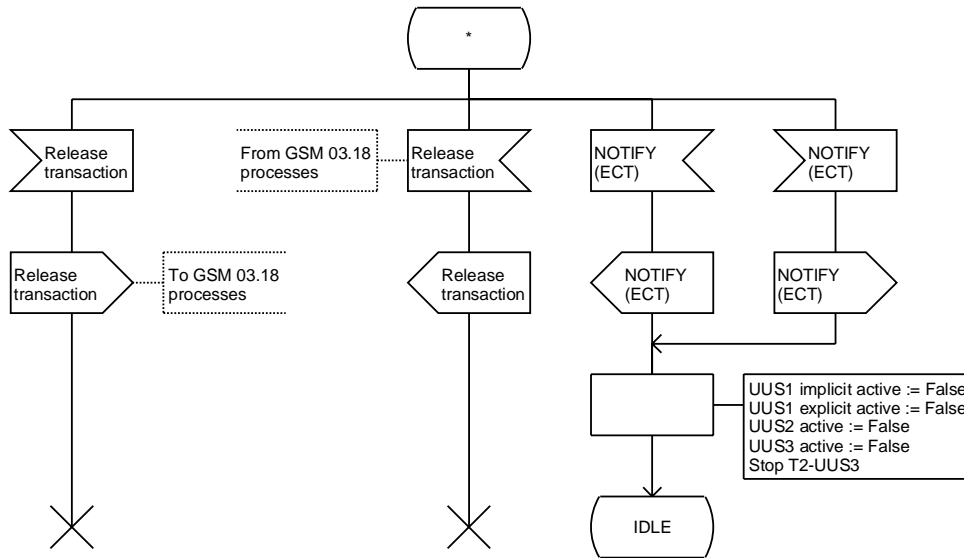 *
Release
transaction
From GSM 03.18
processes
Release
transaction
NOTIFY
(ECT)
NOTIFY
(ECT)
Release
transaction
To GSM 03.18
processes
Release
transaction
NOTIFY
(ECT)
NOTIFY
(ECT)
UUS1 implicit active := False
UUS1 explicit active := False
UUS2 active := False
UUS3 active := False
Stop T2-UUS3
IDLE